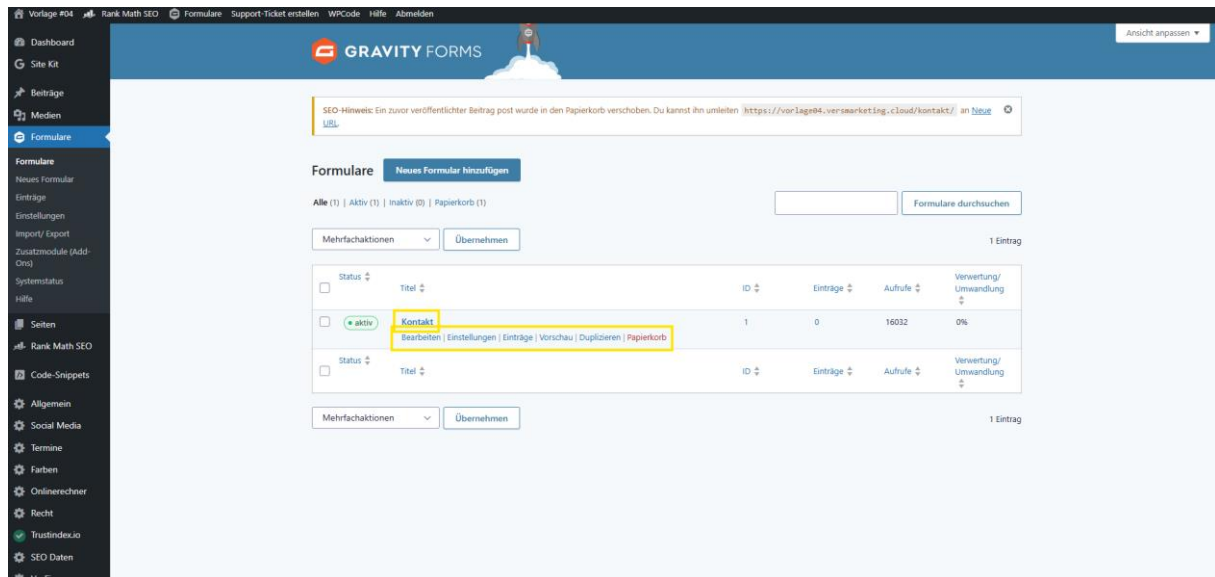 Vorlage #04 Rank Math SEO Formulare Support-Ticket erstellen WPCode Hilfe Abmelden
Dashboard
Site Kit
Beiträge
Medien
Formulare
Formulare
Neues Formular
Einträge
Einstellungen
Import/ Export
Zusatzmodule (Add-
Ons)
Systemstatus
Hilfe
Seiten
Rank Math SEO
Code-Snippets
Allgemein
Social Media
Termine
Farben
Onlinerechner
Recht
Trustindex.io
SEO Daten
GRAVITY FORMS
Ansicht anpassen
SEO-Hinweis: Ein zuvor veröffentlichter Beitrag post wurde in den Papierkorb verschoben. Du kannst ihn umleiten https://vorlage04.versmarketing.cloud/kontakt/ an Neue
URL.
Formulare Neues Formular hinzufügen
Alle (1) | Aktiv (1) | Inaktiv (0) | Papierkorb (1)
Formulare durchsuchen
Mehrfachaktionen Übernehmen
1 Eintrag
Status Titel ID Einträge Aufrufe Verwertung/
Umwandlung
aktiv Kontakt 1 0 16032 0%
Bearbeiten | Einstellungen | Einträge | Vorschau | Duplizieren | Papierkorb
Status Titel ID Einträge Aufrufe Verwertung/
Umwandlung
Mehrfachaktionen Übernehmen
1 Eintrag